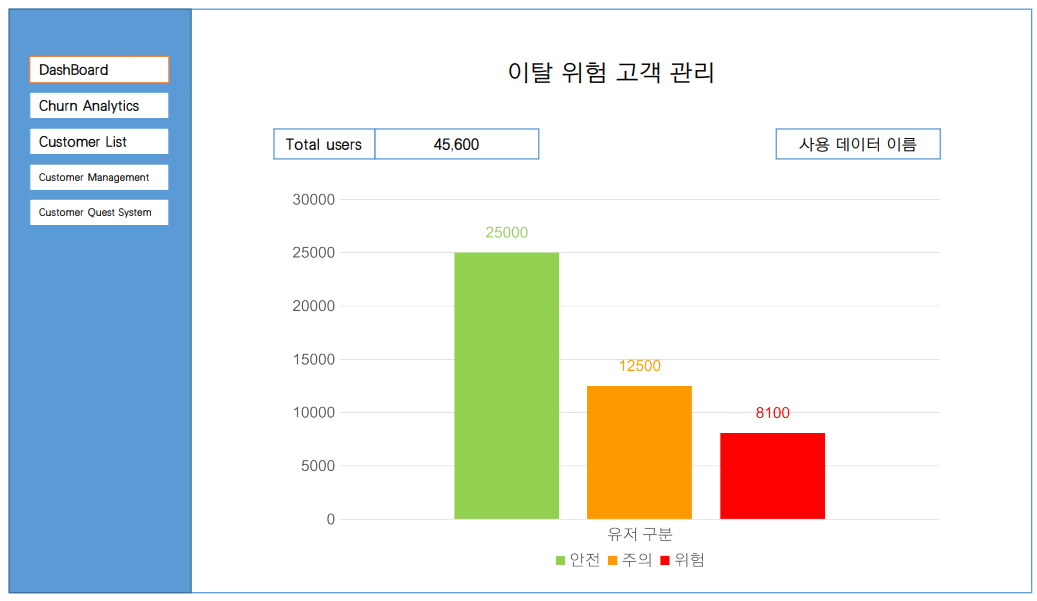 DashBoard
Churn Analytics
Customer List
Customer Management
Customer Quest System
이탈 위험 고객 관리
Total users 45,600
사용 데이터 이름
30000
25000
20000
15000
10000
5000
0
25000
12500
8100
유저 구분
안전 주의 위험